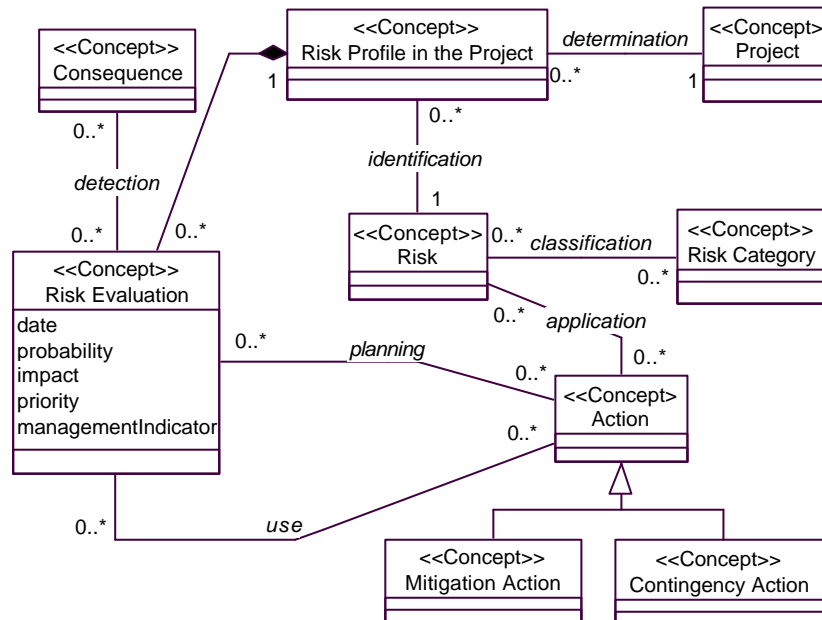 <<Concept>>
Consequence
<<Concept>>
Risk Profile in the Project
determination
<<Concept>
Project
1
0..*
1
0..*
0..*
identification
detection
1
0..*
0..*
<<Concept>>
Risk
0..*
classification
0..*
<<Concept>>
Risk Category
<<Concept>>
Risk Evaluation
date
probability
impact
priority
managementIndicator
0..*
application
0..*
0..*
planning
0..*
<<Concept>
Action
0..*
0..*
use
<<Concept>>
Mitigation Action
<<Concept>>
Contingency Action